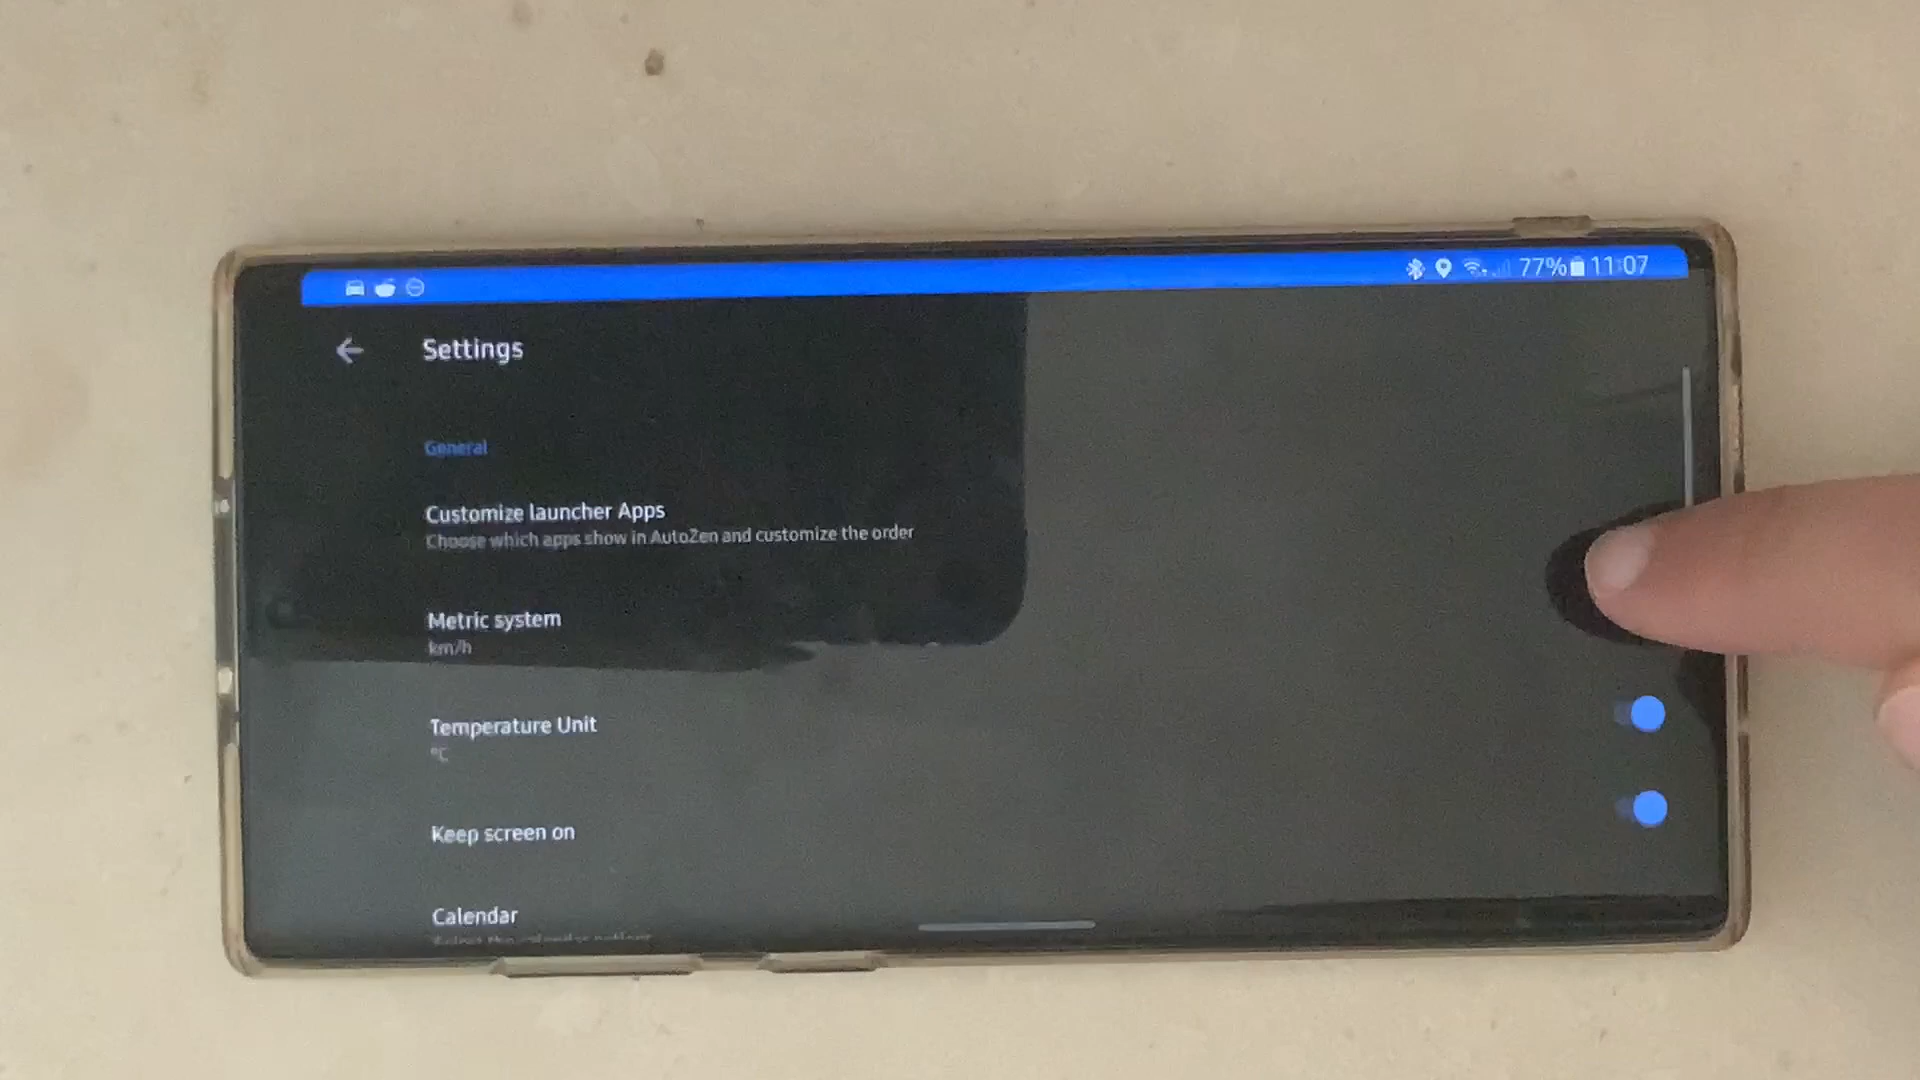 77% 11:07
Settings
General
Customize launcher Apps
Choose which apps show in AutoZen and customize the order
Metric system
km/h
Temperature Unit
°C
Keep screen on
Calendar